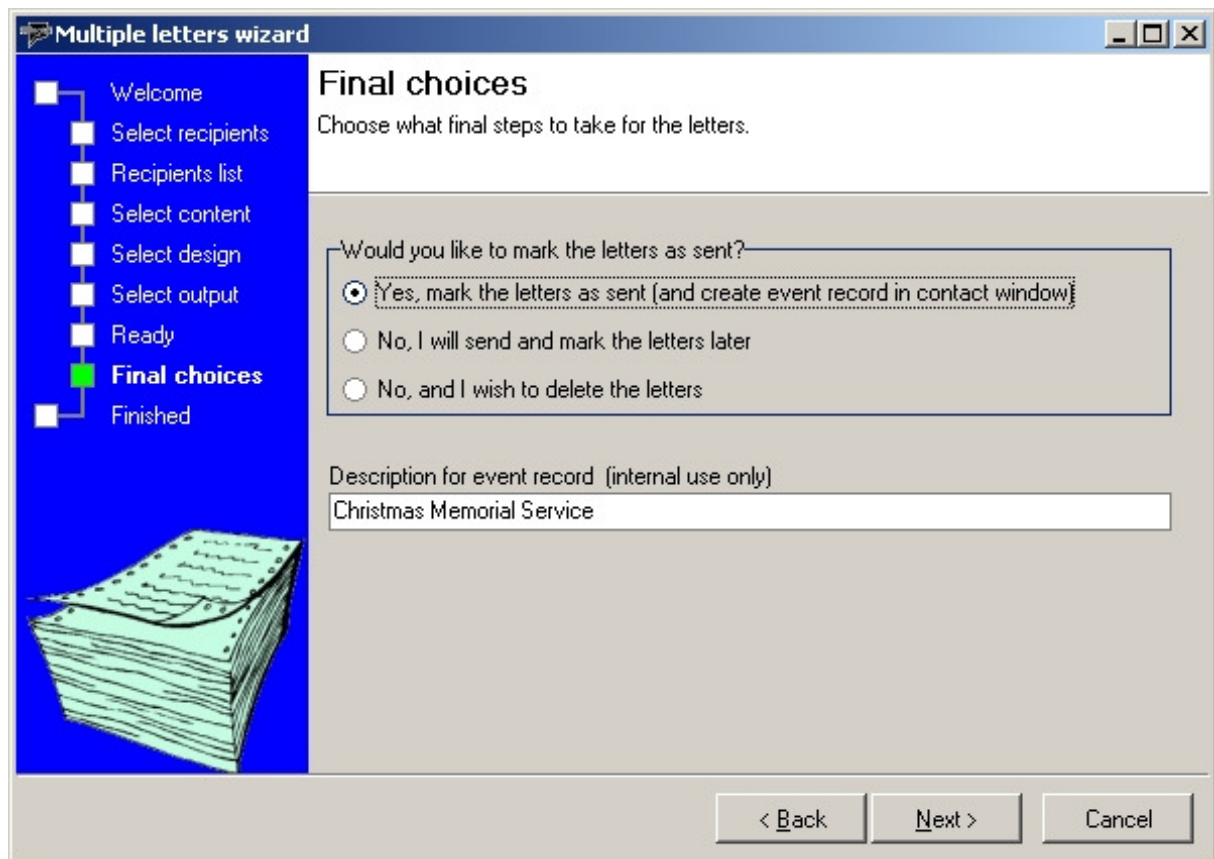 Multiple letters wizard
Welcome
Select recipients
Recipients list
Select content
Select design
Select output
Ready
Final choices
Finished
Final choices
Choose what final steps to take for the letters.
Would you like to mark the letters as sent?
Yes, mark the letters as sent (and create event record in contact window)
No, I will send and mark the letters later
No, and I wish to delete the letters
Description for event record (internal use only)
Christmas Memorial Service
< Back Next > Cancel